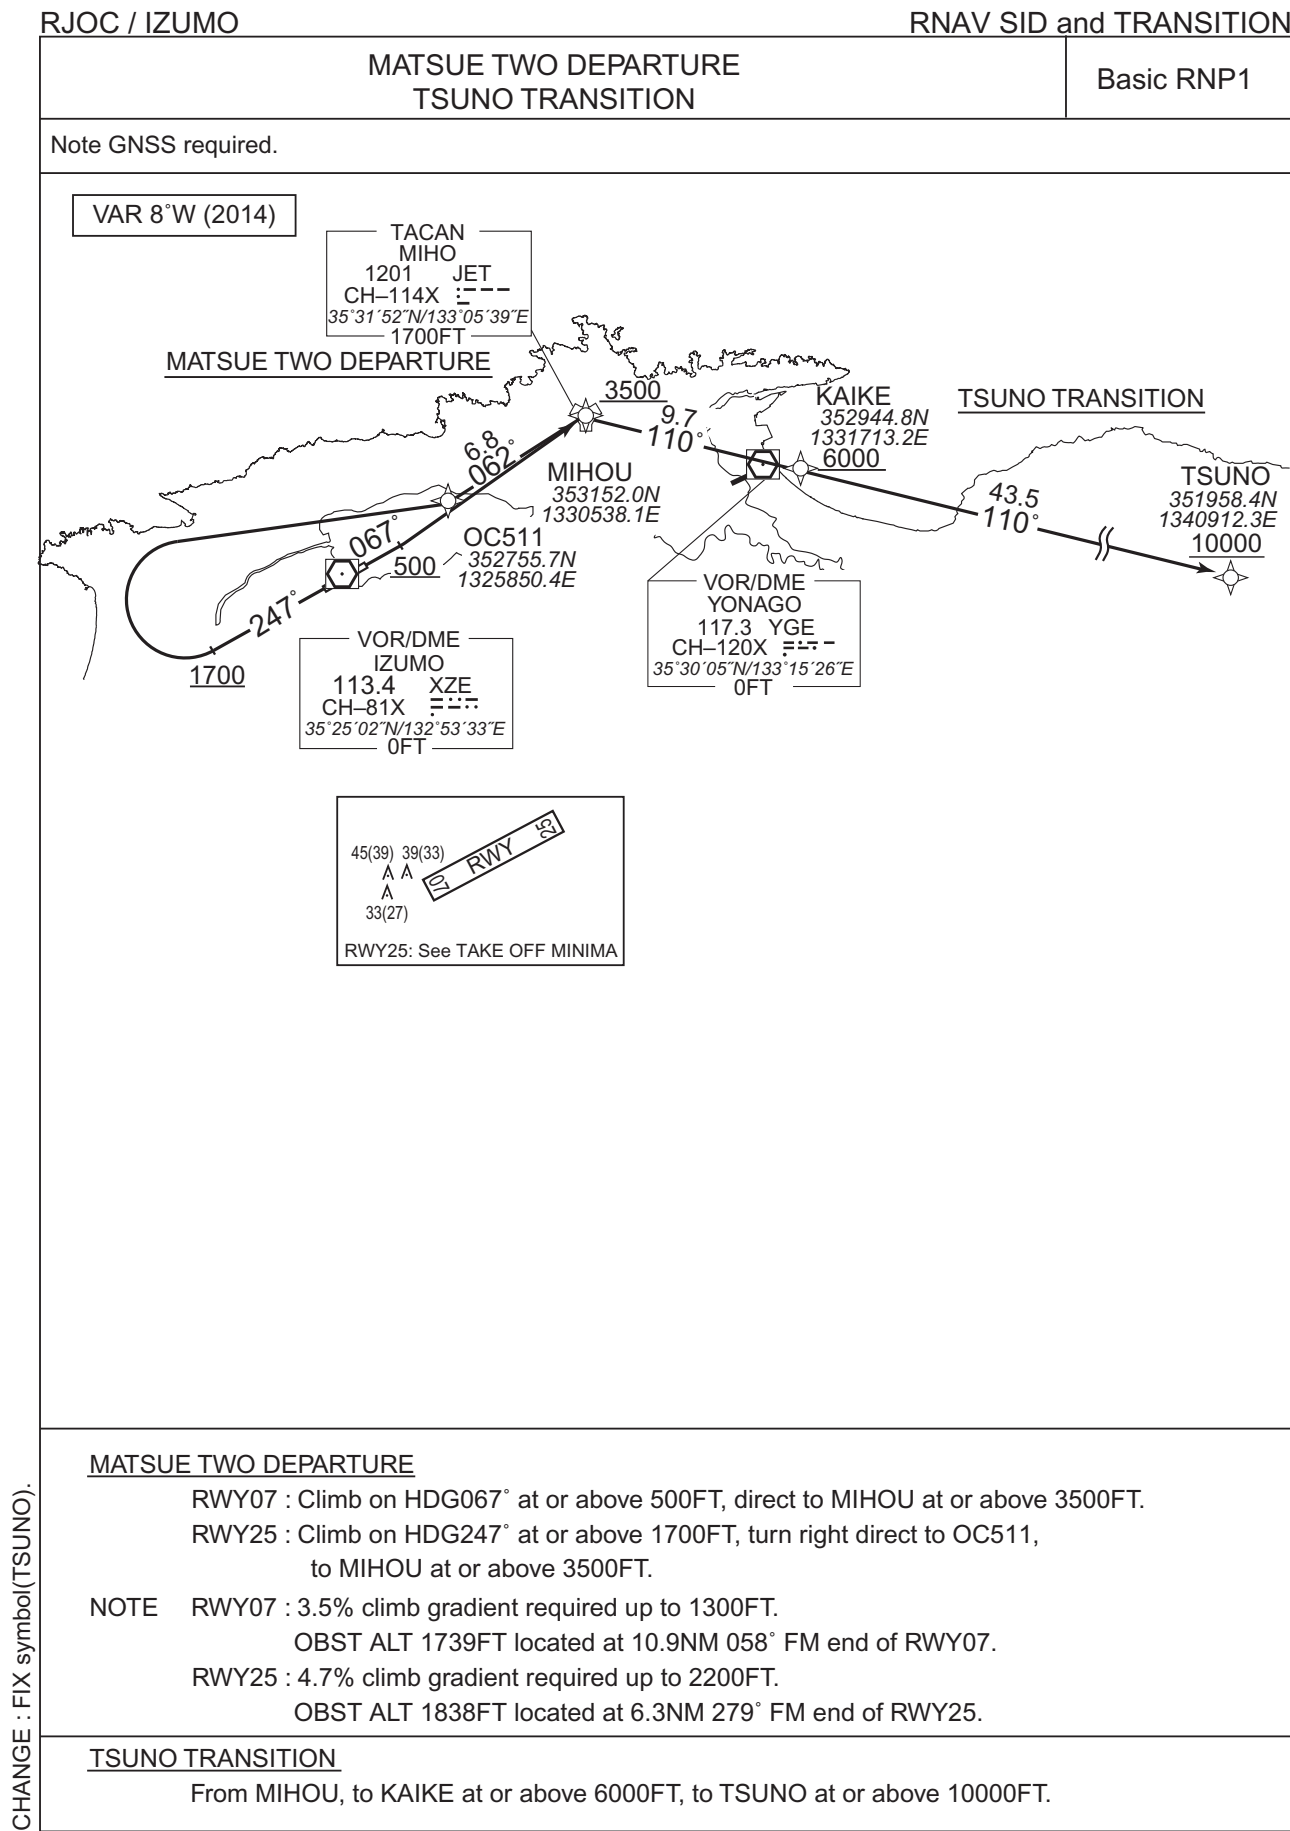 RJOC / IZUMO
RNAV SID and TRANSITION
MATSUE TWO DEPARTURE
TSUNO TRANSITION
Basic RNP1
Note GNSS required.
VAR 8˚W (2014)
TACAN
MIHO
1201 JET
CH–114X
35˚31´52˝N/133˚05´39˝E
1700FT
MATSUE TWO DEPARTURE
3500
9.7
110˚
KAIKE
352944.8N
1331713.2E
6000
TSUNO TRANSITION
6.8
062˚
MIHOU
353152.0N
1330538.1E
43.5
110˚
TSUNO
351958.4N
1340912.3E
10000
067˚
OC511
352755.7N
1325850.4E
500
247˚
1700
VOR/DME
YONAGO
117.3 YGE
CH–120X
35˚30´05˝N/133˚15´26˝E
0FT
VOR/DME
IZUMO
113.4 XZE
CH–81X
35˚25´02˝N/132˚53´33˝E
0FT
45(39) 39(33)
33(27)
07 RWY 25
RWY25: See TAKE OFF MINIMA
MATSUE TWO DEPARTURE
RWY07 : Climb on HDG067˚ at or above 500FT, direct to MIHOU at or above 3500FT.
RWY25 : Climb on HDG247˚ at or above 1700FT, turn right direct to OC511,
to MIHOU at or above 3500FT.
NOTE RWY07 : 3.5% climb gradient required up to 1300FT.
OBST ALT 1739FT located at 10.9NM 058˚ FM end of RWY07.
RWY25 : 4.7% climb gradient required up to 2200FT.
OBST ALT 1838FT located at 6.3NM 279˚ FM end of RWY25.
TSUNO TRANSITION
From MIHOU, to KAIKE at or above 6000FT, to TSUNO at or above 10000FT.
CHANGE : FIX symbol(TSUNO).